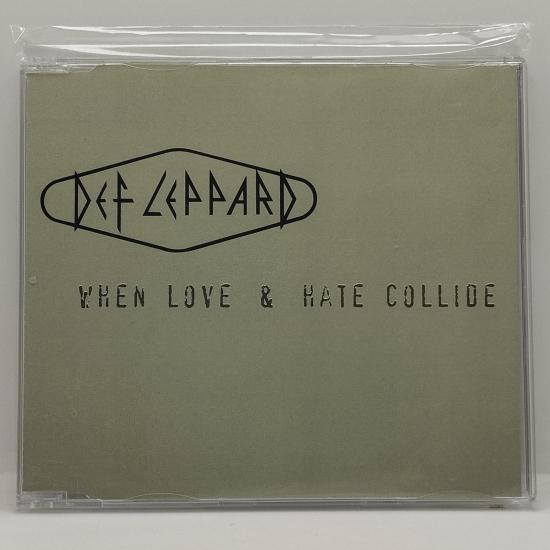 DEF LEPPARD
WHEN LOVE & HATE COLLIDE